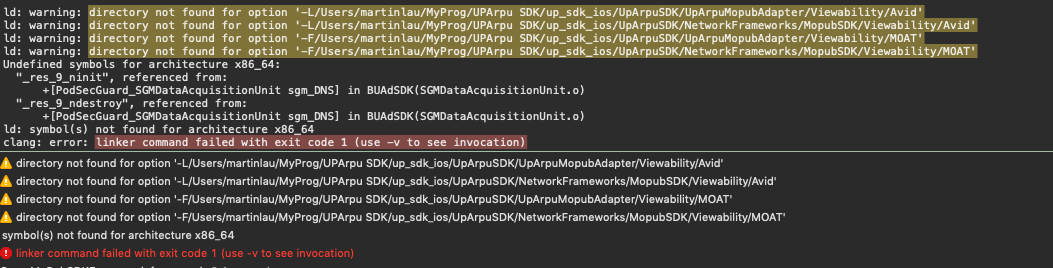 ld: warning: directory not found for option '-L/Users/martinlau/MyProg/UPArpu SDK/up_sdk_ios/UpArpuSDK/UpArpuMopubAdapter/Viewability/Avid'
ld: warning: directory not found for option '-L/Users/martinlau/MyProg/UPArpu SDK/up_sdk_ios/UpArpuSDK/NetworkFrameworks/MopubSDK/Viewability/Avid'
ld: warning: directory not found for option '-F/Users/martinlau/MyProg/UPArpu SDK/up_sdk_ios/UpArpuSDK/UpArpuMopubAdapter/Viewability/MOAT'
ld: warning: directory not found for option '-F/Users/martinlau/MyProg/UPArpu SDK/up_sdk_ios/UpArpuSDK/NetworkFrameworks/MopubSDK/Viewability/MOAT'
Undefined symbols for architecture x86_64:
"_res_9_ninit", referenced from:
+[PodSecGuard_SGMDataAcquisitionUnit sgm_DNS] in BUAdSDK(SGMDataAcquisitionUnit.o)
"_res_9_ndestroy", referenced from:
+[PodSecGuard_SGMDataAcquisitionUnit sgm_DNS] in BUAdSDK(SGMDataAcquisitionUnit.o)
ld: symbol(s) not found for architecture x86_64
clang: error: linker command failed with exit code 1 (use -v to see invocation)
directory not found for option '-L/Users/martinlau/MyProg/UPArpu SDK/up_sdk_ios/UpArpuSDK/UpArpuMopubAdapter/Viewability/Avid'
directory not found for option '-L/Users/martinlau/MyProg/UPArpu SDK/up_sdk_ios/UpArpuSDK/NetworkFrameworks/MopubSDK/Viewability/Avid'
directory not found for option '-F/Users/martinlau/MyProg/UPArpu SDK/up_sdk_ios/UpArpuSDK/UpArpuMopubAdapter/Viewability/MOAT'
directory not found for option '-F/Users/martinlau/MyProg/UPArpu SDK/up_sdk_ios/UpArpuSDK/NetworkFrameworks/MopubSDK/Viewability/MOAT'
symbol(s) not found for architecture x86_64
linker command failed with exit code 1 (use -v to see invocation)